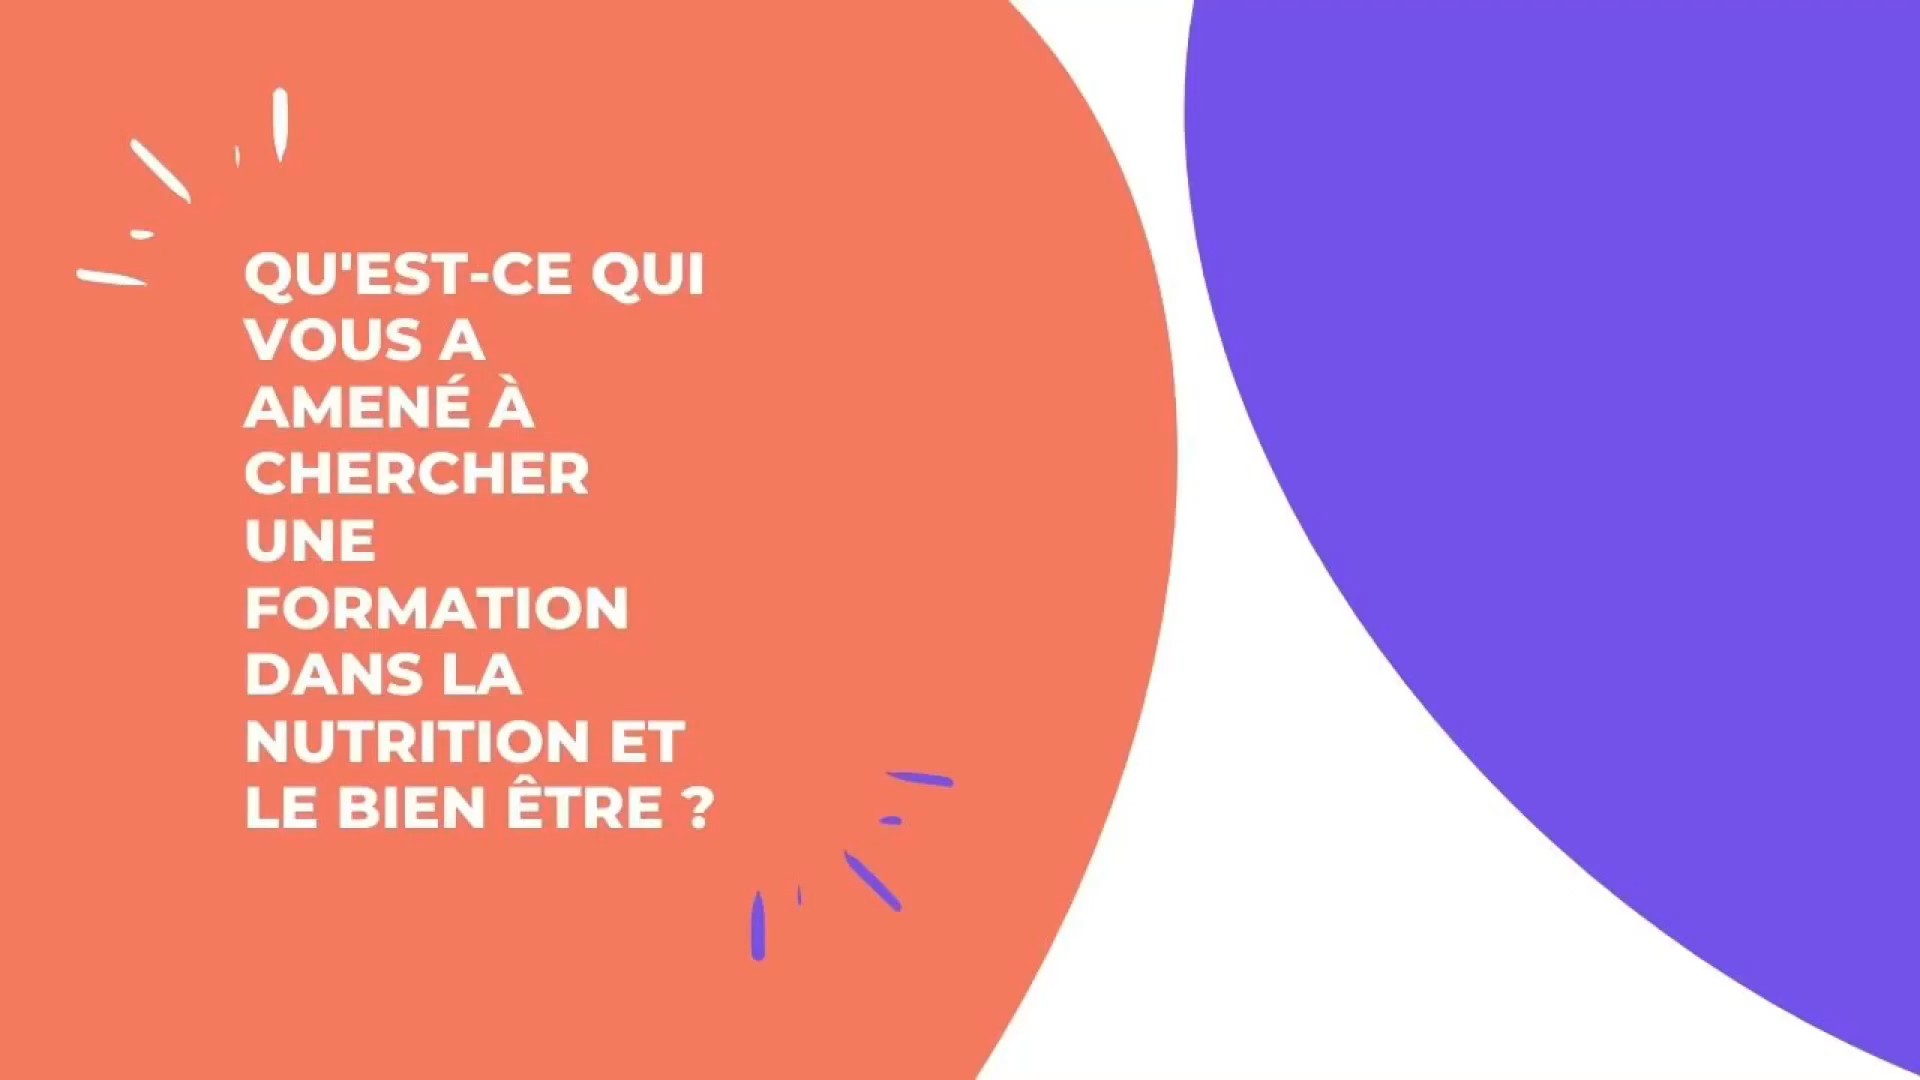 QU'EST-CE QUI
VOUS A
AMENÉ À
CHERCHER
UNE
FORMATION
DANS LA
NUTRITION ET
LE BIEN ÊTRE ?